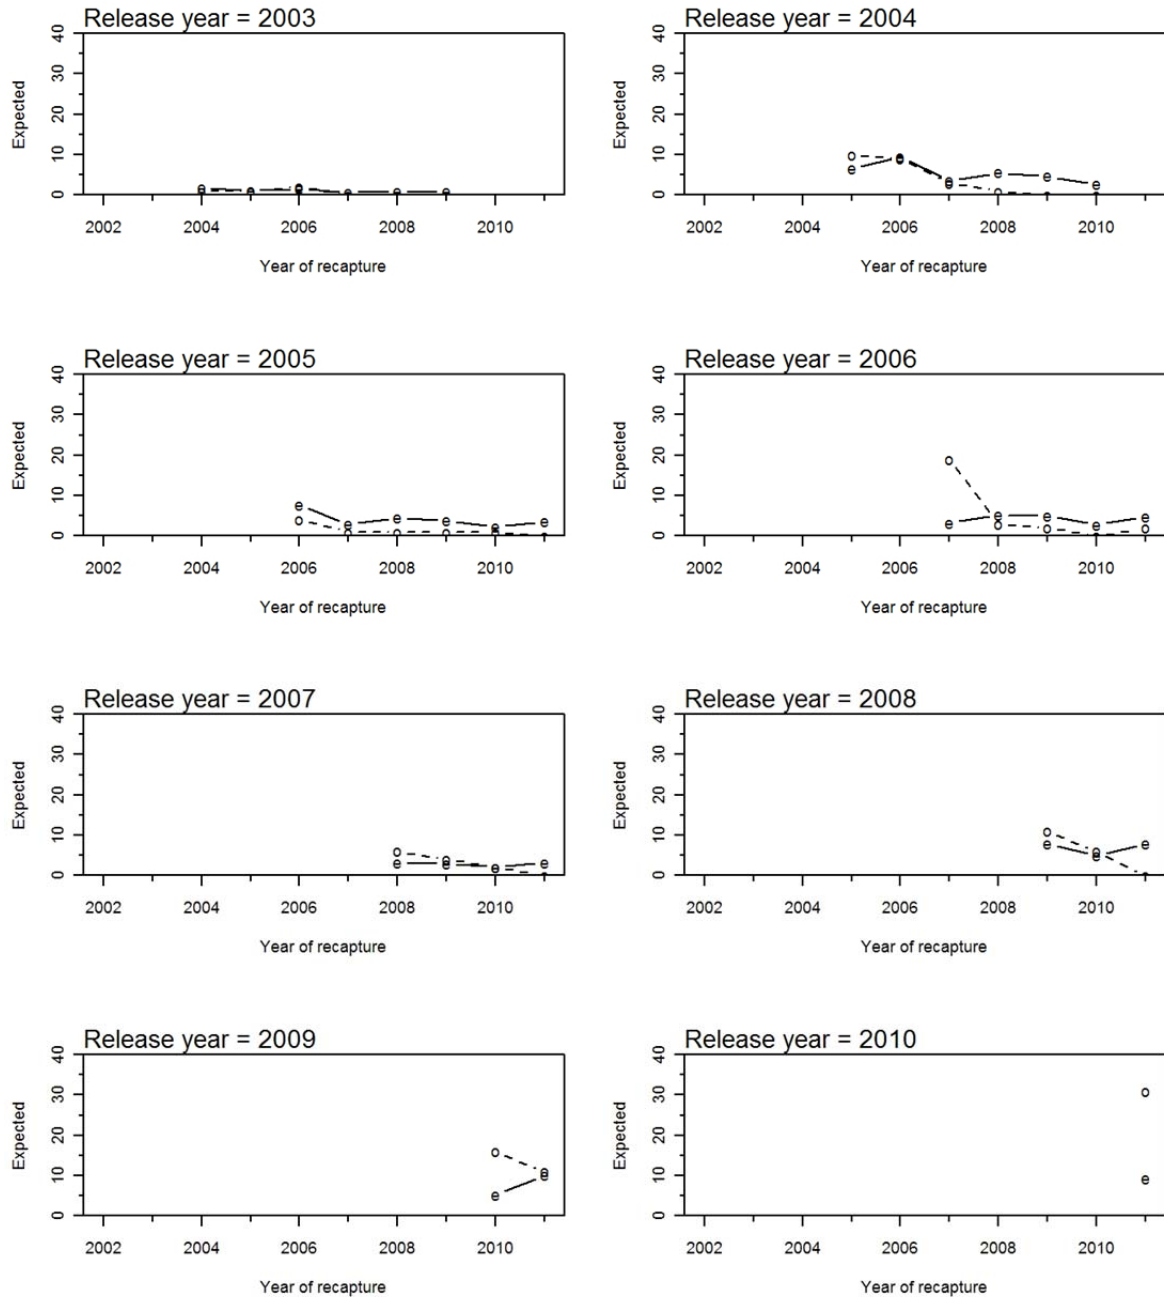 Release year = 2003
40
30
20
10
0
Expected
2002 2004 2006 2008 2010
Year of recapture
Release year = 2004
40
30
20
10
0
Expected
2002 2004 2006 2008 2010
Year of recapture
Release year = 2005
40
30
20
10
0
Expected
2002 2004 2006 2008 2010
Year of recapture
Release year = 2006
40
30
20
10
0
Expected
2002 2004 2006 2008 2010
Year of recapture
Release year = 2007
40
30
20
10
0
Expected
2002 2004 2006 2008 2010
Year of recapture
Release year = 2008
40
30
20
10
0
Expected
2002 2004 2006 2008 2010
Year of recapture
Release year = 2009
40
30
20
10
0
Expected
2002 2004 2006 2008 2010
Year of recapture
Release year = 2010
40
30
20
10
0
Expected
2002 2004 2006 2008 2010
Year of recapture